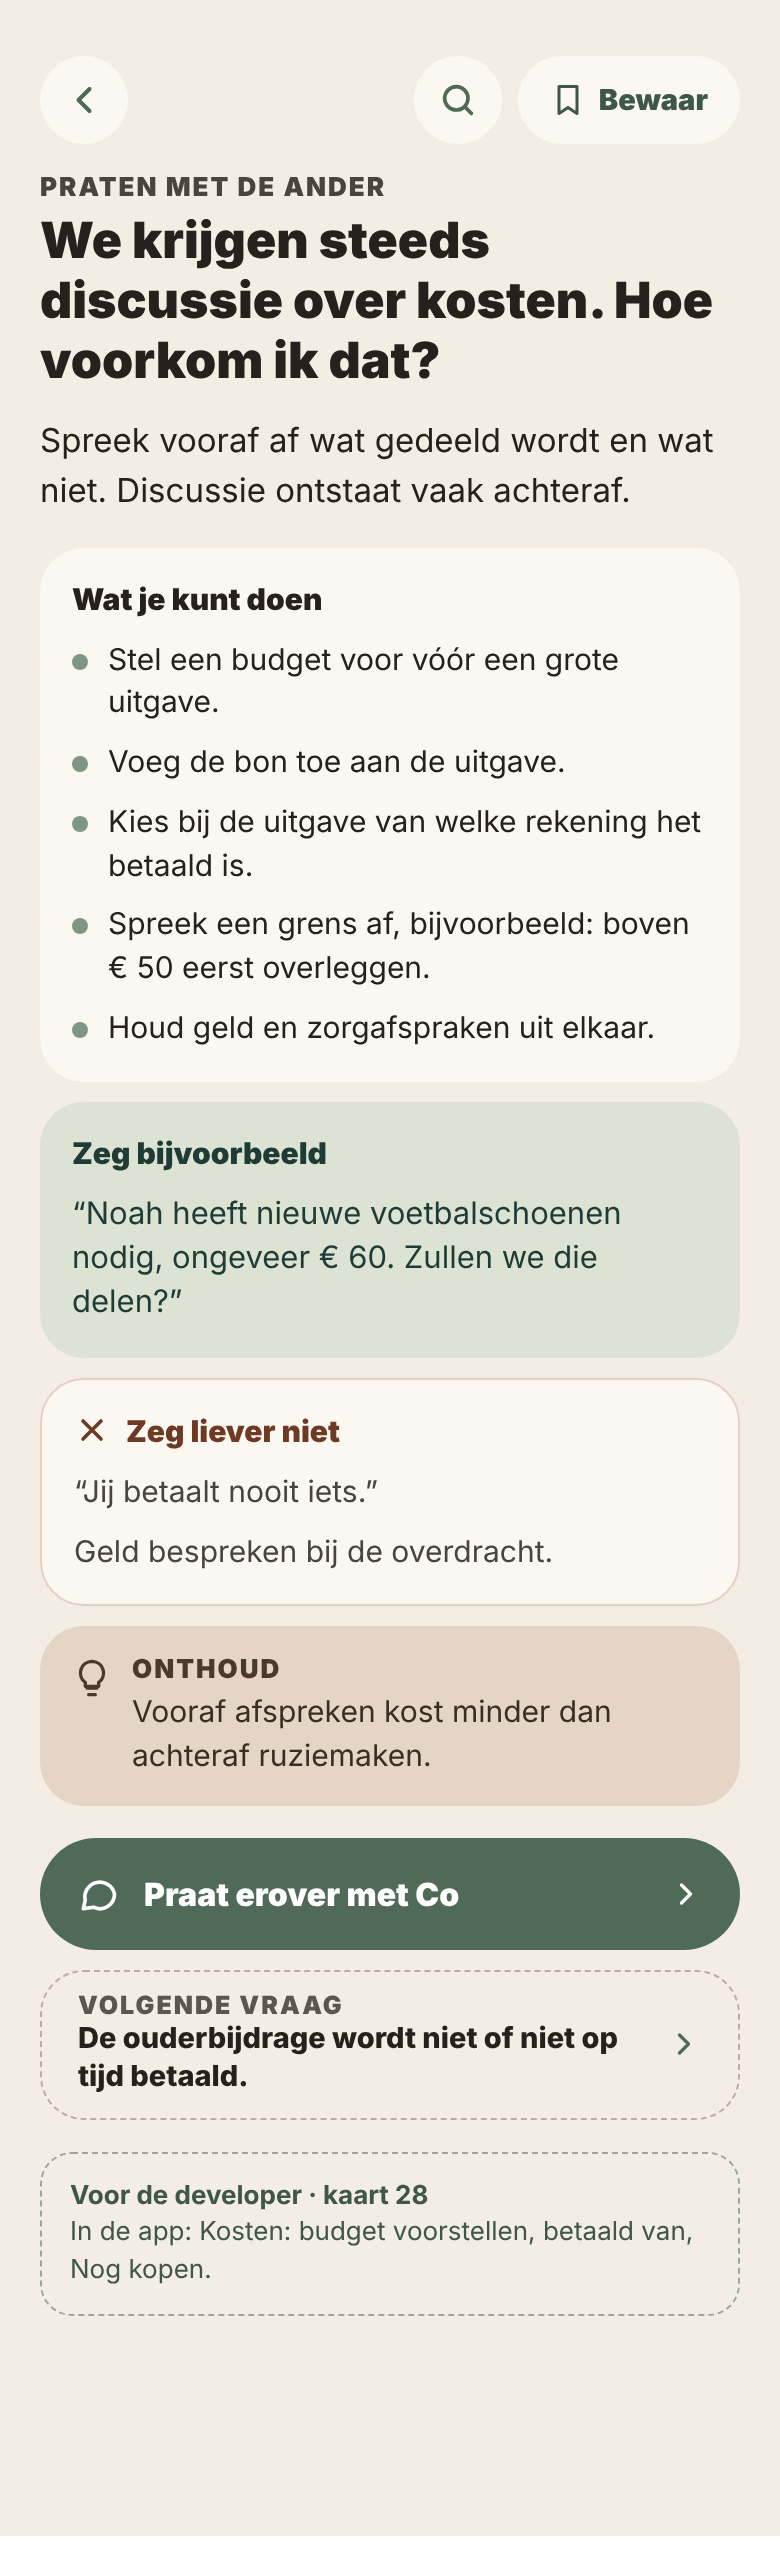 Bewaar
PRATEN MET DE ANDER
We krijgen steeds
discussie over kosten. Hoe
voorkom ik dat?
Spreek vooraf af wat gedeeld wordt en wat
niet. Discussie ontstaat vaak achteraf.
Wat je kunt doen
Stel een budget voor vóór een grote
uitgave.
Voeg de bon toe aan de uitgave.
Kies bij de uitgave van welke rekening het
betaald is.
Spreek een grens af, bijvoorbeeld: boven
€ 50 eerst overleggen.
Houd geld en zorgafspraken uit elkaar.
Zeg bijvoorbeeld
“Noah heeft nieuwe voetbalschoenen
nodig, ongeveer € 60. Zullen we die
delen?”
Zeg liever niet
“Jij betaalt nooit iets.”
Geld bespreken bij de overdracht.
ONTHOUD
Vooraf afspreken kost minder dan
achteraf ruziemaken.
Praat erover met Co
VOLGENDE VRAAG
De ouderbijdrage wordt niet of niet op
tijd betaald.
Voor de developer · kaart 28
In de app: Kosten: budget voorstellen, betaald van,
Nog kopen.